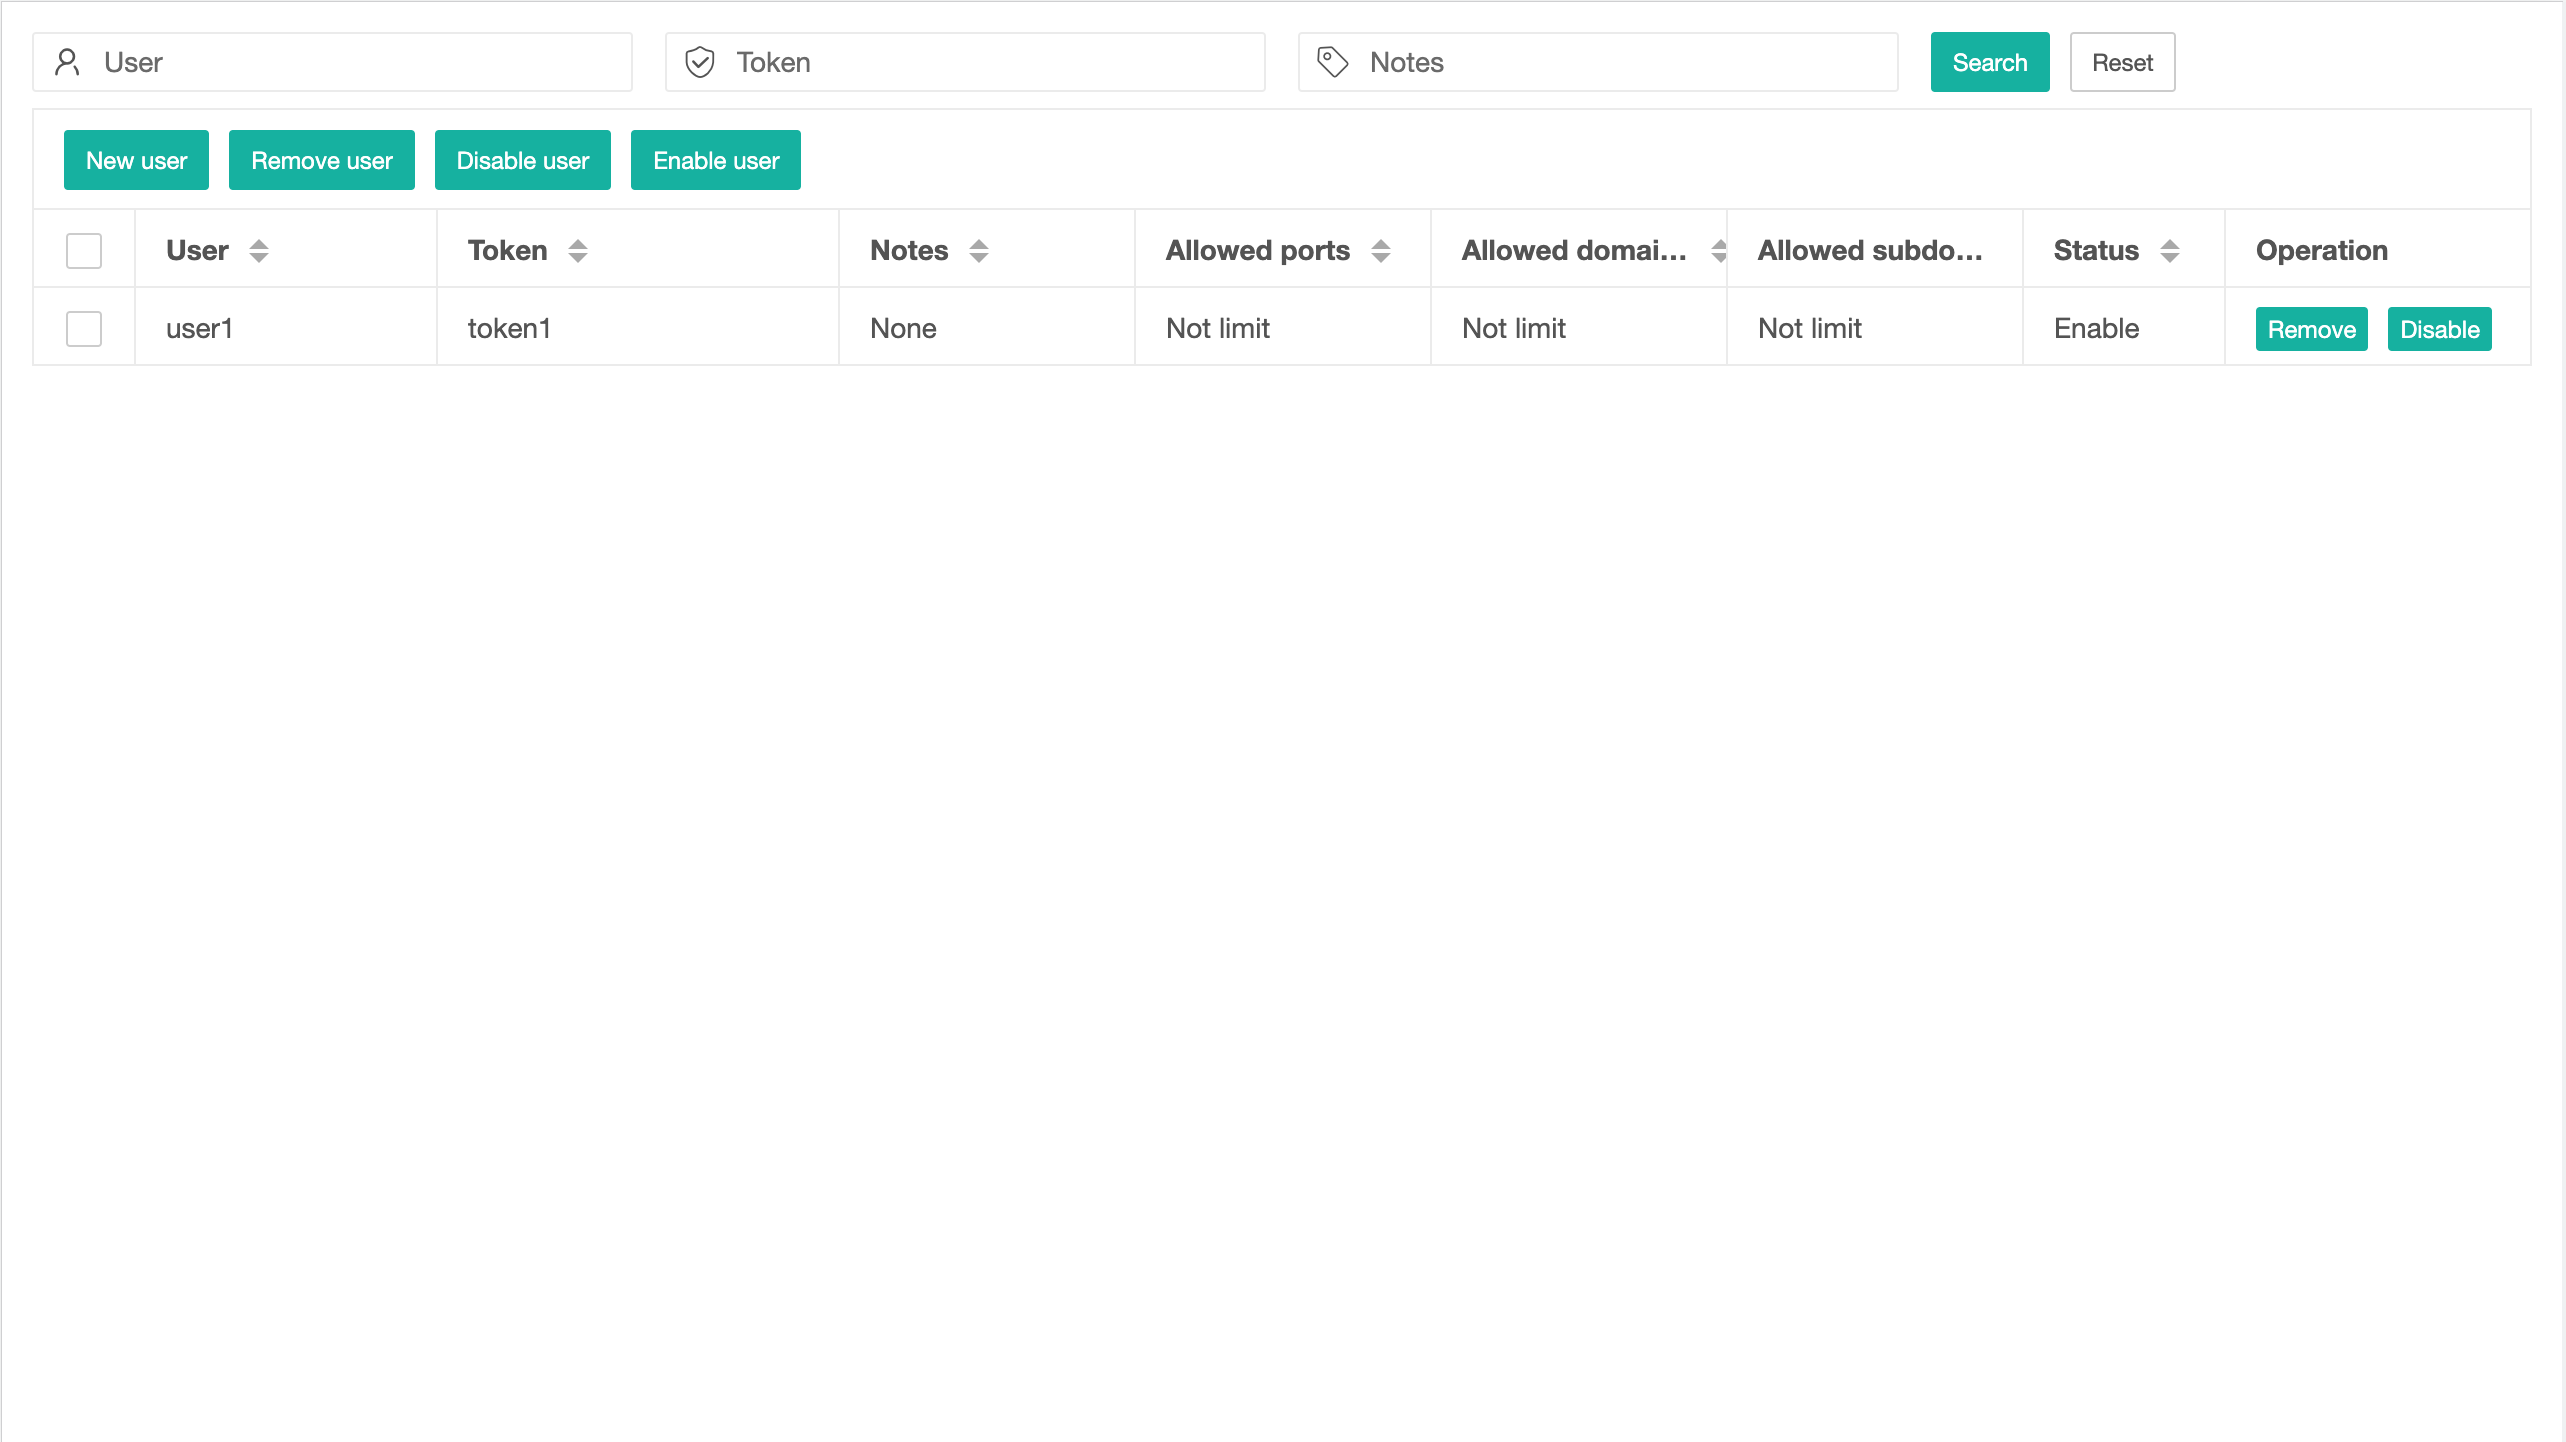 User Token Notes Search Reset
New user Remove user Disable user Enable user
User Token Notes Allowed ports Allowed domai... Allowed subdo... Status Operation
user1 token1 None Not limit Not limit Not limit Enable Remove Disable